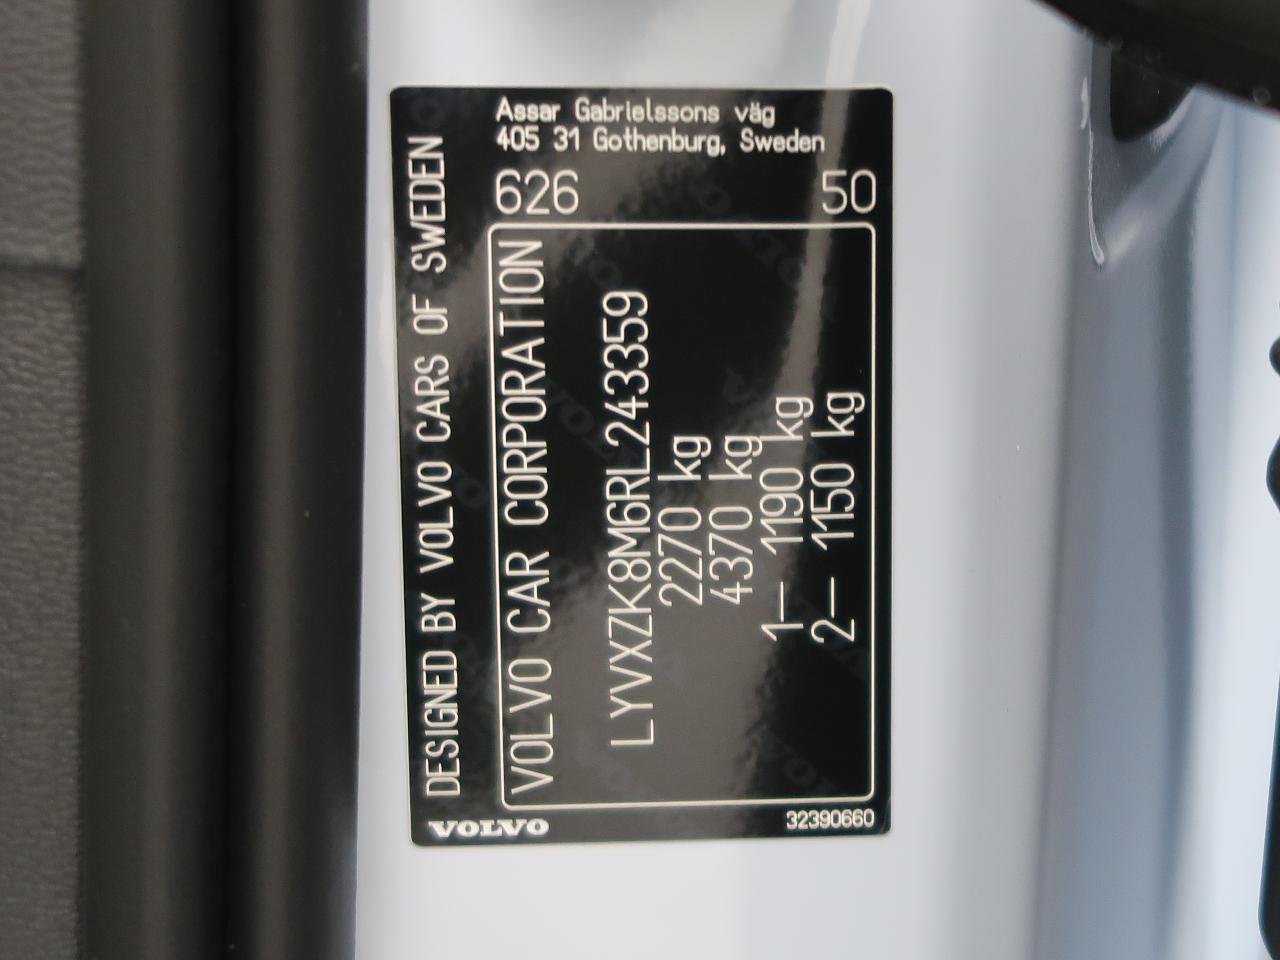 VOLVO DESIGNED BY VOLVO CARS OF SWEDEN
Assar Gabrielssons väg
405 31 Gothenburg, Sweden
626
50
VOLVO CAR CORPORATION
LYVXZK8M6RL243359
2270 kg
4370 kg
1– 1190 kg
2– 1150 kg
32390660